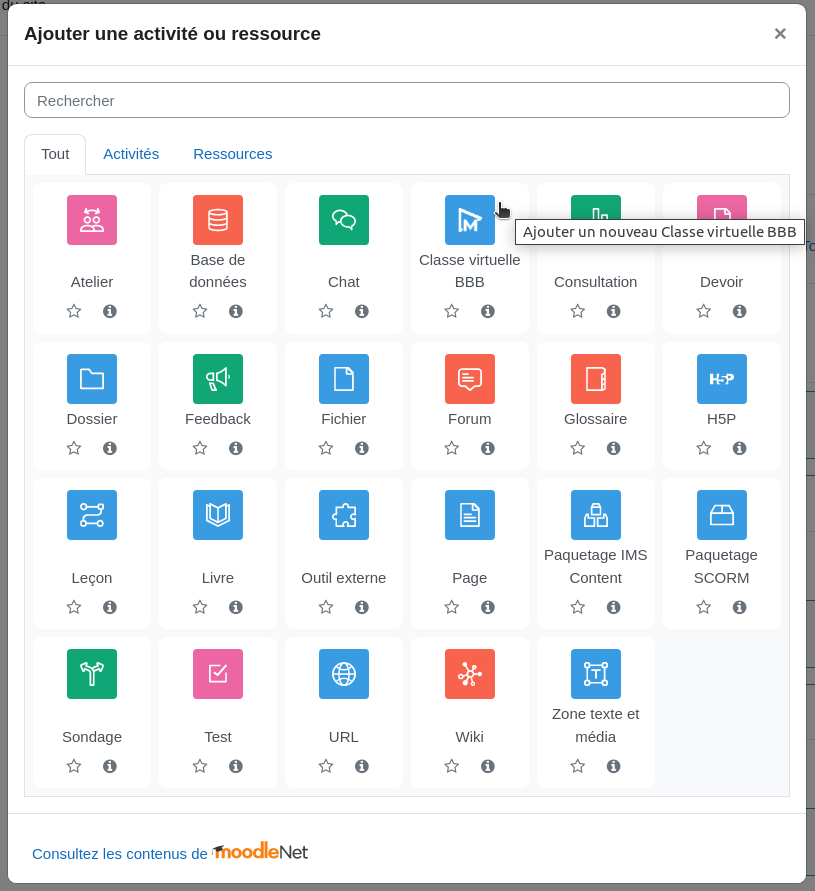 Ajouter une activité ou ressource
×
Rechercher
Tout
Activités
Ressources
Atelier
Base de
données
Chat
Classe virtuelle
BBB
Ajouter un nouveau Classe virtuelle BBB
Consultation
Devoir
Dossier
Feedback
Fichier
Forum
Glossaire
H5P
H5P
Leçon
Livre
Outil externe
Page
Paquetage IMS
Content
Paquetage
SCORM
Sondage
Test
URL
Wiki
Zone texte et
média
Consultez les contenus de moodleNet